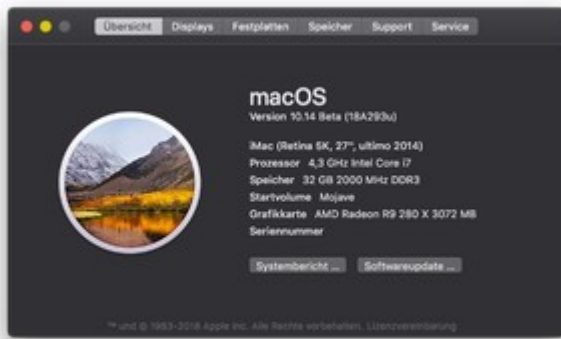 Übersicht Displays Festplatten Speicher Support Service
macOS
Version 10.14 Beta (18A293u)
iMac (Retina 5K, 27", ultimo 2014)
Prozessor 4,3 GHz Intel Core i7
Speicher 32 GB 2000 MHz DDR3
Startvolume Mojave
Grafikkarte AMD Radeon R9 280 X 3072 MB
Seriennummer
Systembericht ... Softwareupdate ...
™ und © 1983-2018 Apple Inc. Alle Rechte vorbehalten. Lizenzvereinbarung